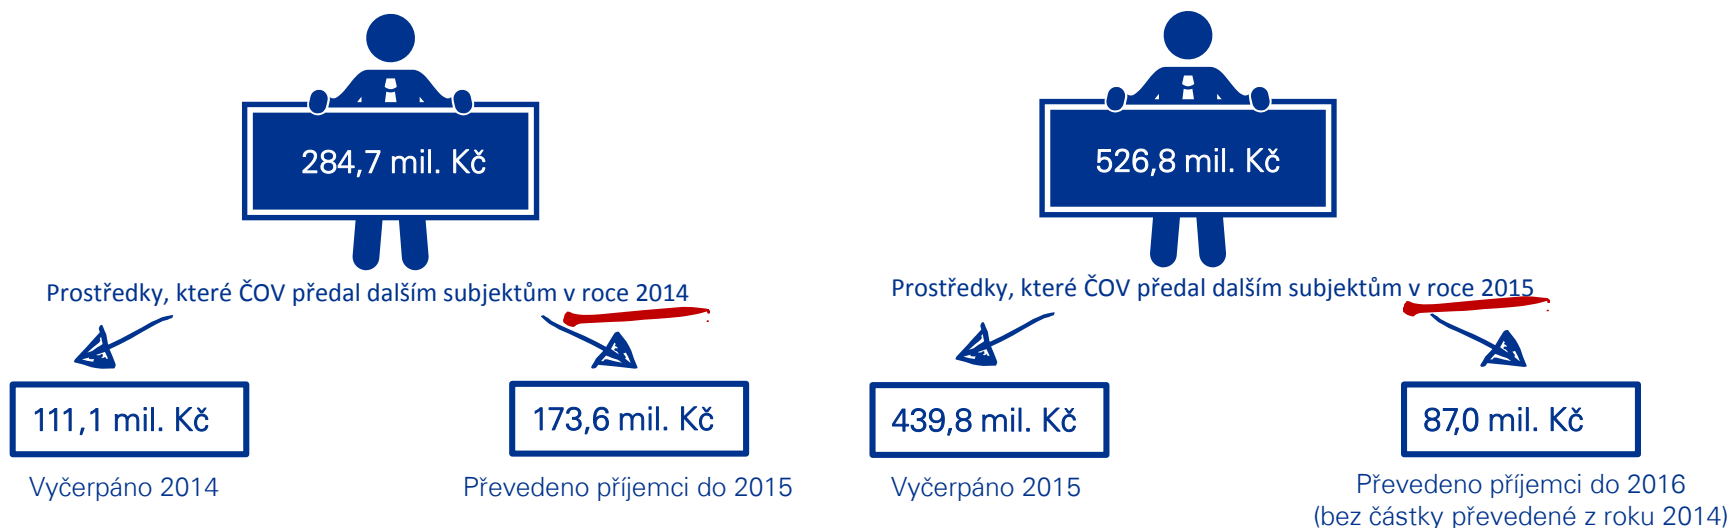 284,7 mil. Kč
Prostředky, které ČOV předal dalším subjektům v roce 2014
111,1 mil. Kč
Vyčerpáno 2014
173,6 mil. Kč
Převedeno příjemci do 2015
526,8 mil. Kč
Prostředky, které ČOV předal dalším subjektům v roce 2015
439,8 mil. Kč
Vyčerpáno 2015
87,0 mil. Kč
Převedeno příjemci do 2016
(bez částky převedené z roku 2014)